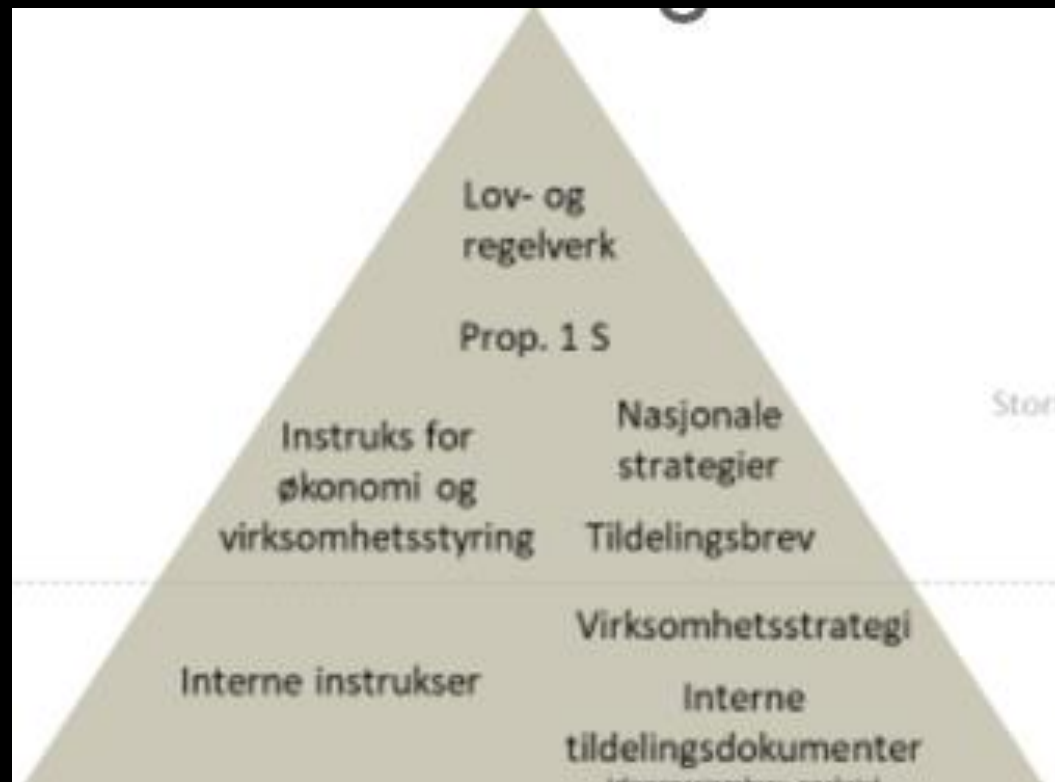 Lov- og
regelverk
Prop. 1 S
Instruks for
økonomi og
virksomhetsstyring
Nasjonale
strategier
Tildelingsbrev
Stor
Virksomhetsstrategi
Interne instrukser
Interne
tildelingsdokumenter